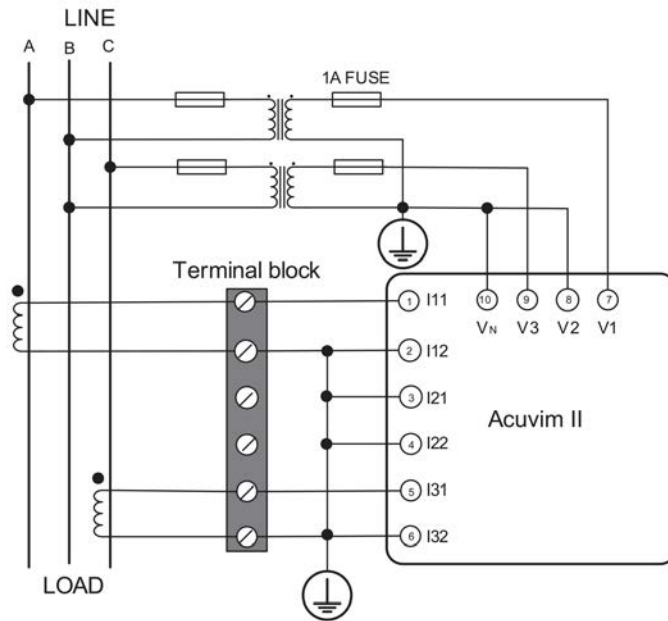 LINE
A B C
1A FUSE
Terminal block
10 9 8 7
VN V3 V2 V1
1 I11
2 I12
3 I21
4 I22
5 I31
6 I32
Acuvim II
LOAD